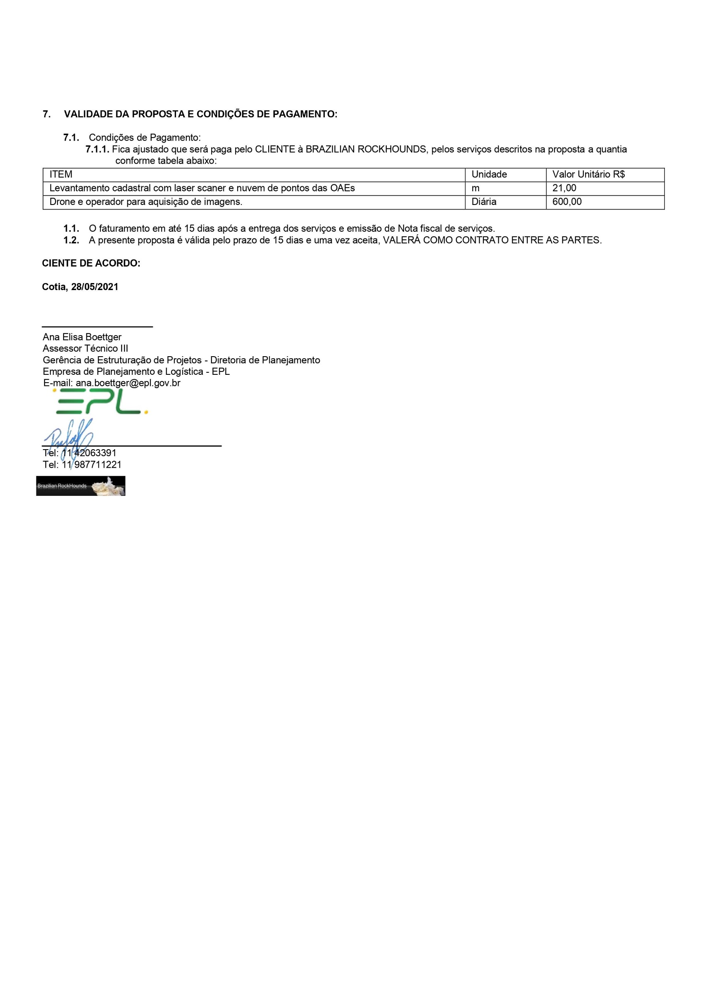 7. VALIDADE DA PROPOSTA E CONDIÇÕES DE PAGAMENTO:
7.1. Condições de Pagamento:
7.1.1. Fica ajustado que será paga pelo CLIENTE à BRAZILIAN ROCKHOUNDS, pelos serviços descritos na proposta a quantia
conforme tabela abaixo:
ITEM Unidade Valor Unitário R$
Levantamento cadastral com laser scaner e nuvem de pontos das OAEs m 21,00
Drone e operador para aquisição de imagens. Diária 600,00
1.1. O faturamento em até 15 dias após a entrega dos serviços e emissão de Nota fiscal de serviços.
1.2. A presente proposta é válida pelo prazo de 15 dias e uma vez aceita, VALERÁ COMO CONTRATO ENTRE AS PARTES.
CIENTE DE ACORDO:
Cotia, 28/05/2021
Ana Elisa Boettger
Assessor Técnico III
Gerência de Estruturação de Projetos - Diretoria de Planejamento
Empresa de Planejamento e Logística - EPL
E-mail: ana.boettger@epl.gov.br
EPL
Tel: 11 42063391
Tel: 11 987711221
Brazilian RockHounds